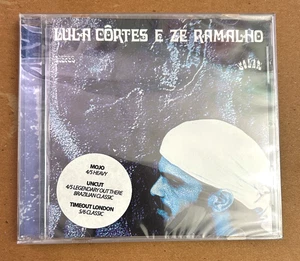 LULA CÔRTES E ZÉ RAMALHO
MOJO
4/5 HEAVY
UNCUT
4/5 LEGENDARY OUT THERE
BRAZILIAN CLASSIC
TIMEOUT LONDON
5/6 CLASSIC